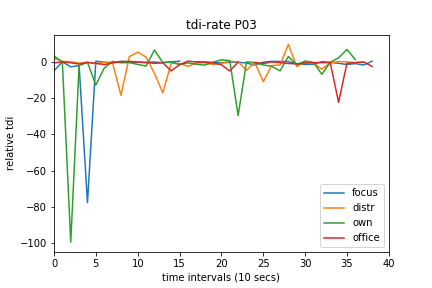 tdi-rate P03
relative tdi
0
−20
−40
−60
−80
−100
0 5 10 15 20 25 30 35 40
time intervals (10 secs)
focus
distr
own
office